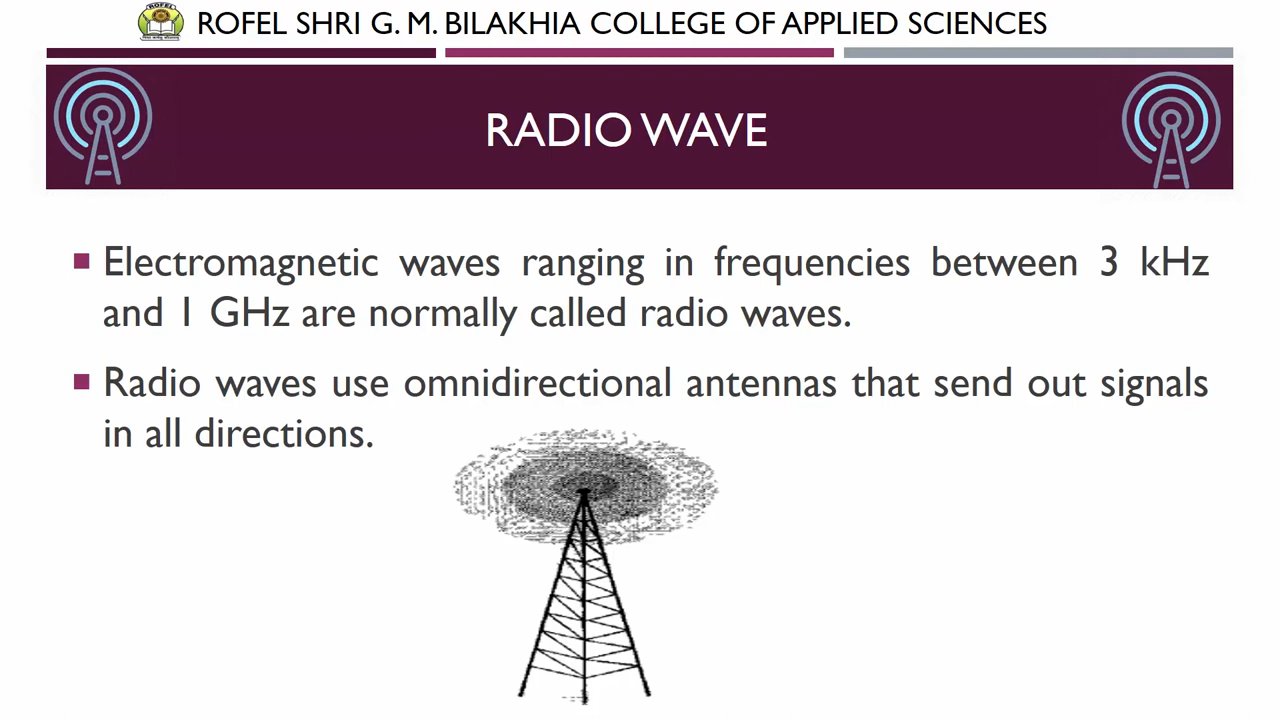 ROFEL
ROFEL SHRI G. M. BILAKHIA COLLEGE OF APPLIED SCIENCES
RADIO WAVE
Electromagnetic waves ranging in frequencies between 3 kHz
and 1 GHz are normally called radio waves.
Radio waves use omnidirectional antennas that send out signals
in all directions.